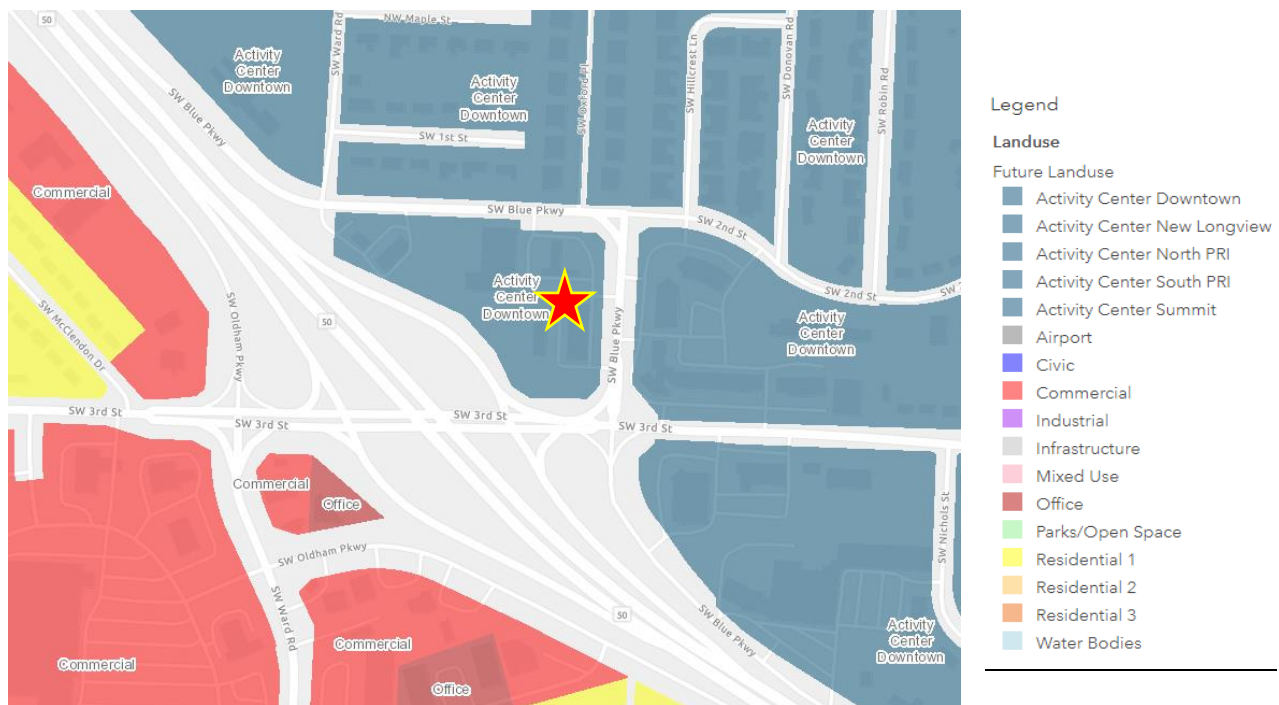 50
NW Maple St
SW Ward Rd
Activity
Center
Downtown
SW Blue Pkwy
Activity
Center
Downtown
SW Oxford Pl
SW Hillcrest Ln
SW Donovan Rd
SW Robin Rd
Activity
Center
Downtown
SW 1st St
Commercial
SW Blue Pkwy
SW 2nd St
SW 2nd St
SW 2
Activity
Center
Downtown
SW Oldham Pkwy
50
SW McClendon Dr
SW Blue Pkwy
Activity
Center
Downtown
SW 3rd St
SW 3rd St
SW 3rd St
SW 3rd St
Commercial
Office
SW Nichols St
SW Oldham Pkwy
SW Ward Rd
50
SW Blue Pkwy
Activity
Center
Downtown
Commercial
Commercial
Office
Legend
Landuse
Future Landuse
Activity Center Downtown
Activity Center New Longview
Activity Center North PRI
Activity Center South PRI
Activity Center Summit
Airport
Civic
Commercial
Industrial
Infrastructure
Mixed Use
Office
Parks/Open Space
Residential 1
Residential 2
Residential 3
Water Bodies